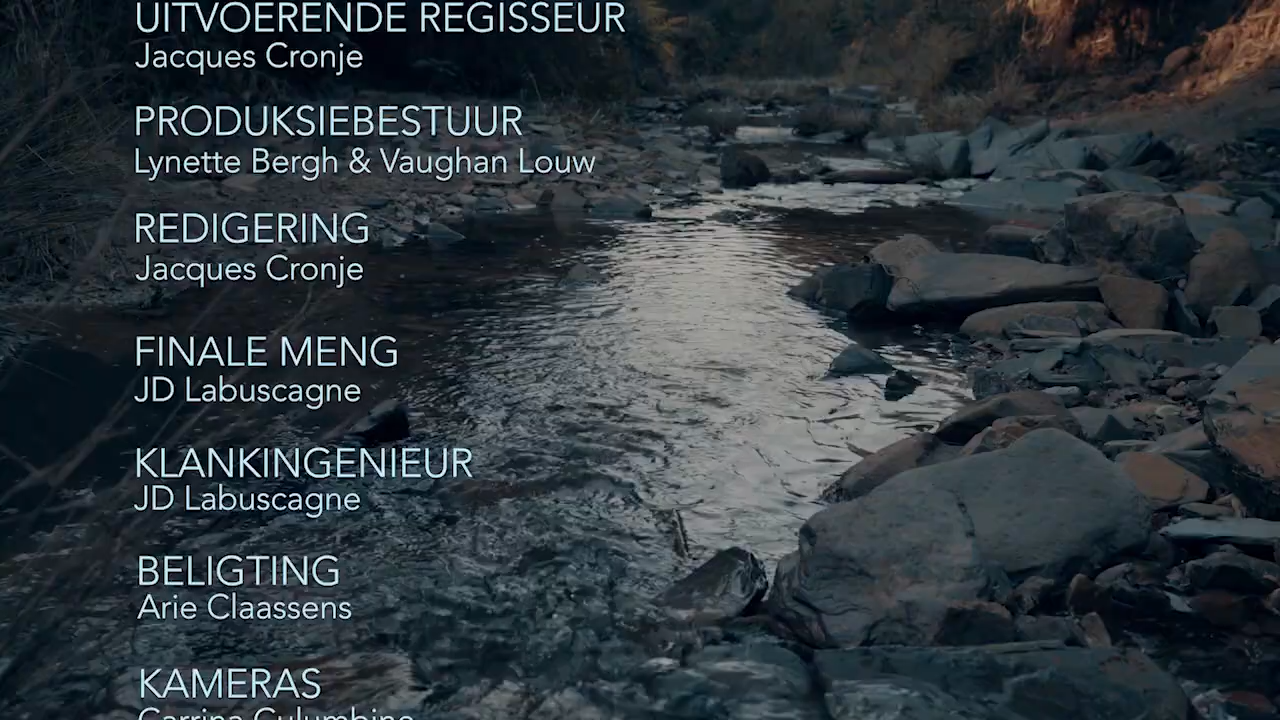 UITVOERENDE REGISSEUR
Jacques Cronje
PRODUKSIEBESTUUR
Lynette Bergh & Vaughan Louw
REDIGERING
Jacques Cronje
FINALE MENG
JD Labuscagne
KLANKINGENIEUR
JD Labuscagne
BELIGTING
Arie Claassens
KAMERAS